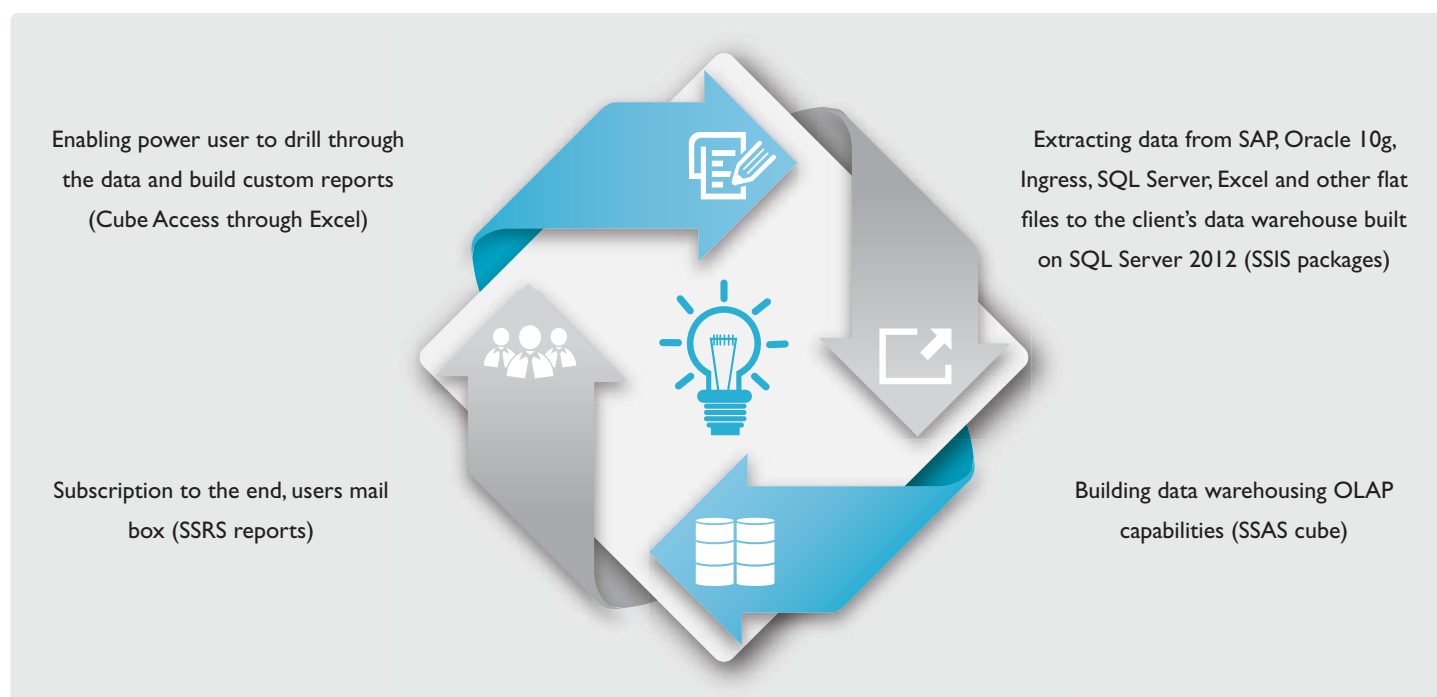 Enabling power user to drill through
the data and build custom reports
(Cube Access through Excel)
Extracting data from SAP, Oracle 10g,
Ingress, SQL Server, Excel and other flat
files to the client's data warehouse built
on SQL Server 2012 (SSIS packages)
Subscription to the end, users mail
box (SSRS reports)
Building data warehousing OLAP
capabilities (SSAS cube)